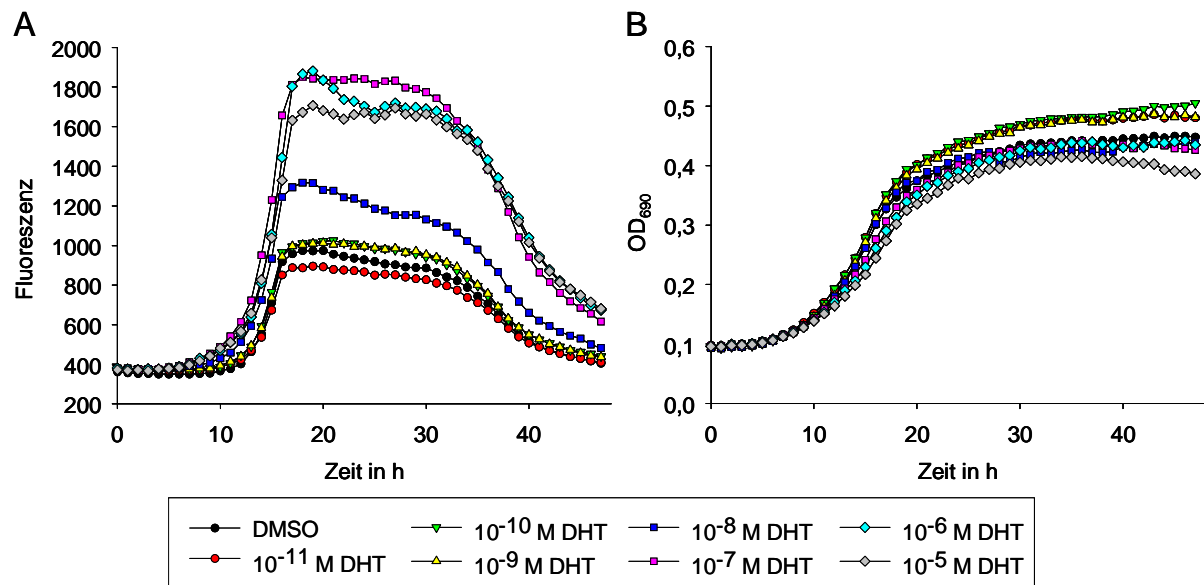 A
2000
1800
1600
1400
1200
1000
800
600
400
200
Fluoreszenz
0 10 20 30 40
Zeit in h
B
0,6
0,5
0,4
0,3
0,2
0,1
0,0
OD690
0 10 20 30 40
Zeit in h
DMSO 10-10 M DHT 10-8 M DHT 10-6 M DHT
10-11 M DHT 10-9 M DHT 10-7 M DHT 10-5 M DHT